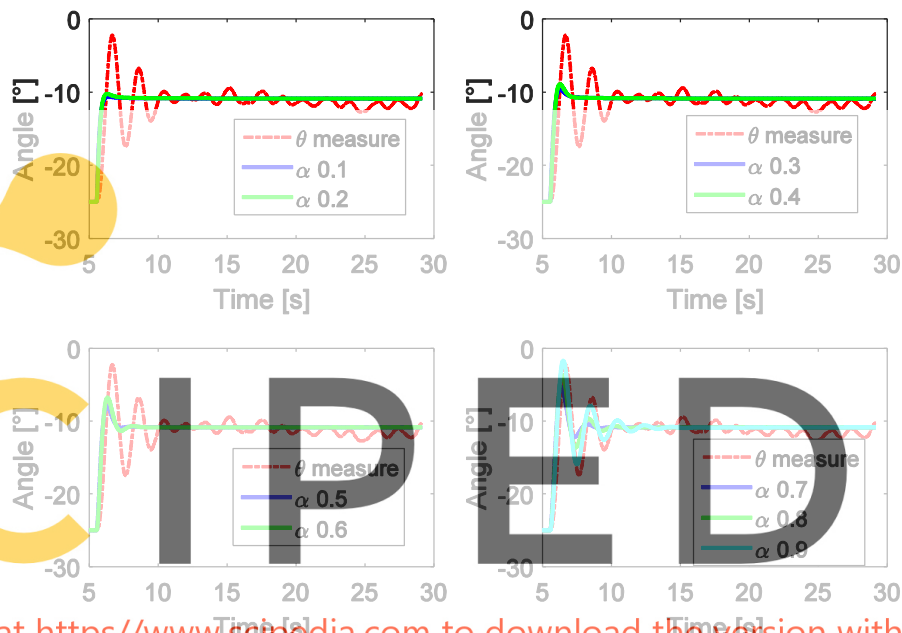 0
-10
-20
-30
Angle [°]
5 10 15 20 25 30
Time [s]
θ measure
α 0.1
α 0.2
0
-10
-20
-30
Angle [°]
5 10 15 20 25 30
Time [s]
θ measure
α 0.3
α 0.4
0
-10
-20
-30
Angle [°]
5 10 15 20 25 30
Time [s]
θ measure
α 0.5
α 0.6
0
-10
-20
-30
Angle [°]
5 10 15 20 25 30
Time [s]
θ measure
α 0.7
α 0.8
α 0.9
CIPED
at https://www.scipedia.com to download the version with